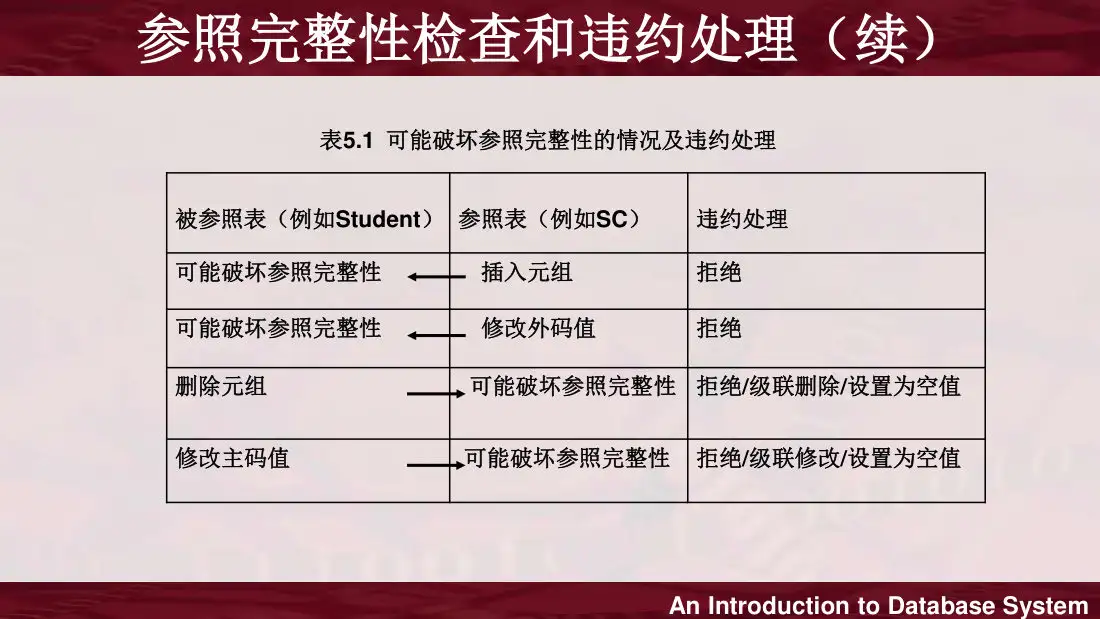 参照完整性检查和违约处理（续）
表5.1 可能破坏参照完整性的情况及违约处理
被参照表（例如Student） 参照表（例如SC） 违约处理
可能破坏参照完整性 插入元组 拒绝
可能破坏参照完整性 修改外码值 拒绝
删除元组 可能破坏参照完整性 拒绝/级联删除/设置为空值
修改主码值 可能破坏参照完整性 拒绝/级联修改/设置为空值
An Introduction to Database System